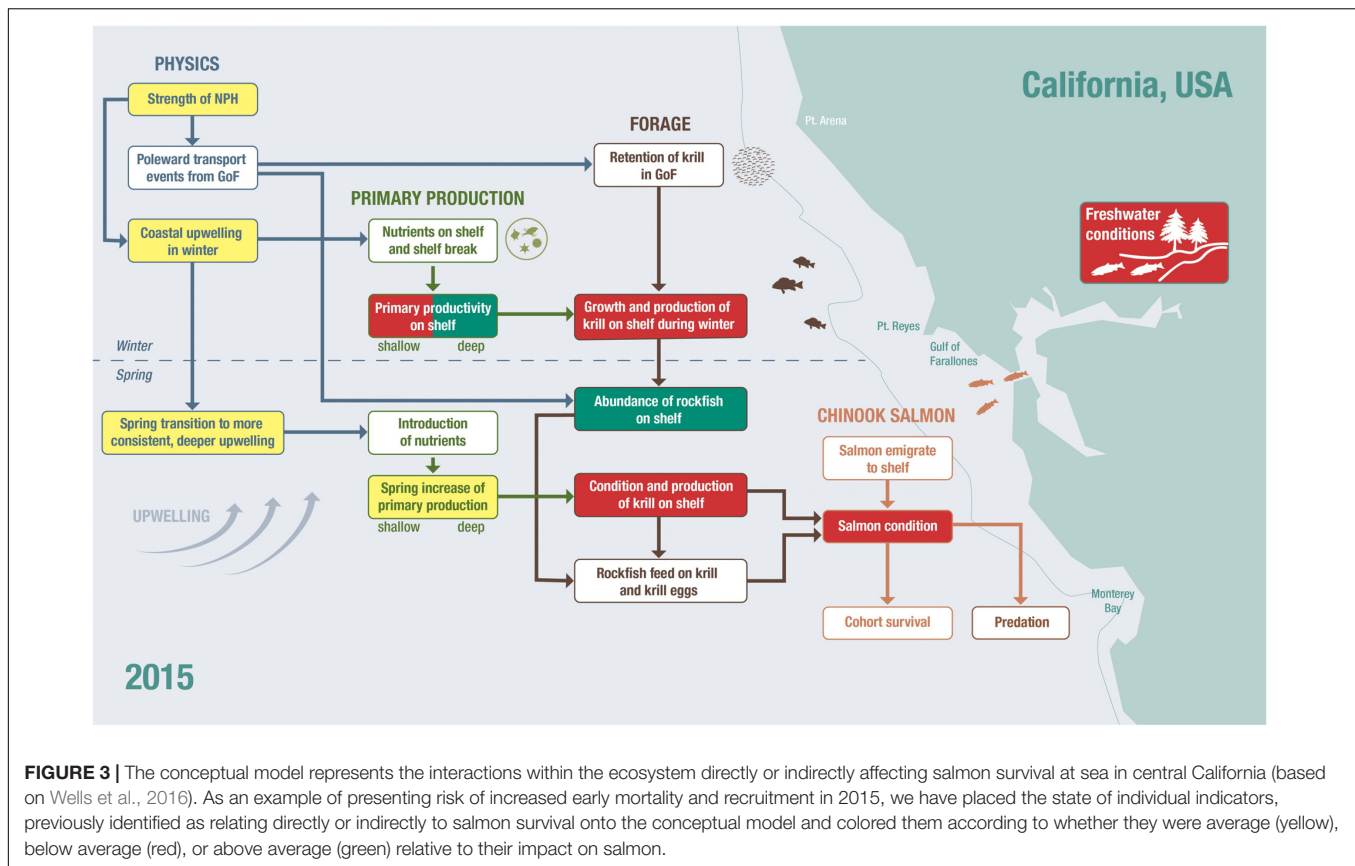 PHYSICS
Strength of NPH
Poleward transport
events from GoF
Coastal upwelling
in winter
Winter
Spring
Spring transition to more
consistent, deeper upwelling
UPWELLING
2015
PRIMARY PRODUCTION
Nutrients on shelf
and shelf break
Primary productivity
on shelf
shallow deep
Introduction
of nutrients
Spring increase of
primary production
shallow deep
FORAGE
Retention of krill
in GoF
Growth and production of
krill on shelf during winter
Abundance of rockfish
on shelf
Condition and production
of krill on shelf
Rockfish feed on krill
and krill eggs
CHINOOK SALMON
Salmon emigrate
to shelf
Salmon condition
Cohort survival
Predation
California, USA
Pt. Arena
Freshwater
conditions
Pt. Reyes
Gulf of
Farallones
Monterey
Bay
FIGURE 3 | The conceptual model represents the interactions within the ecosystem directly or indirectly affecting salmon survival at sea in central California (based
on Wells et al., 2016). As an example of presenting risk of increased early mortality and recruitment in 2015, we have placed the state of individual indicators,
previously identified as relating directly or indirectly to salmon survival onto the conceptual model and colored them according to whether they were average (yellow),
below average (red), or above average (green) relative to their impact on salmon.